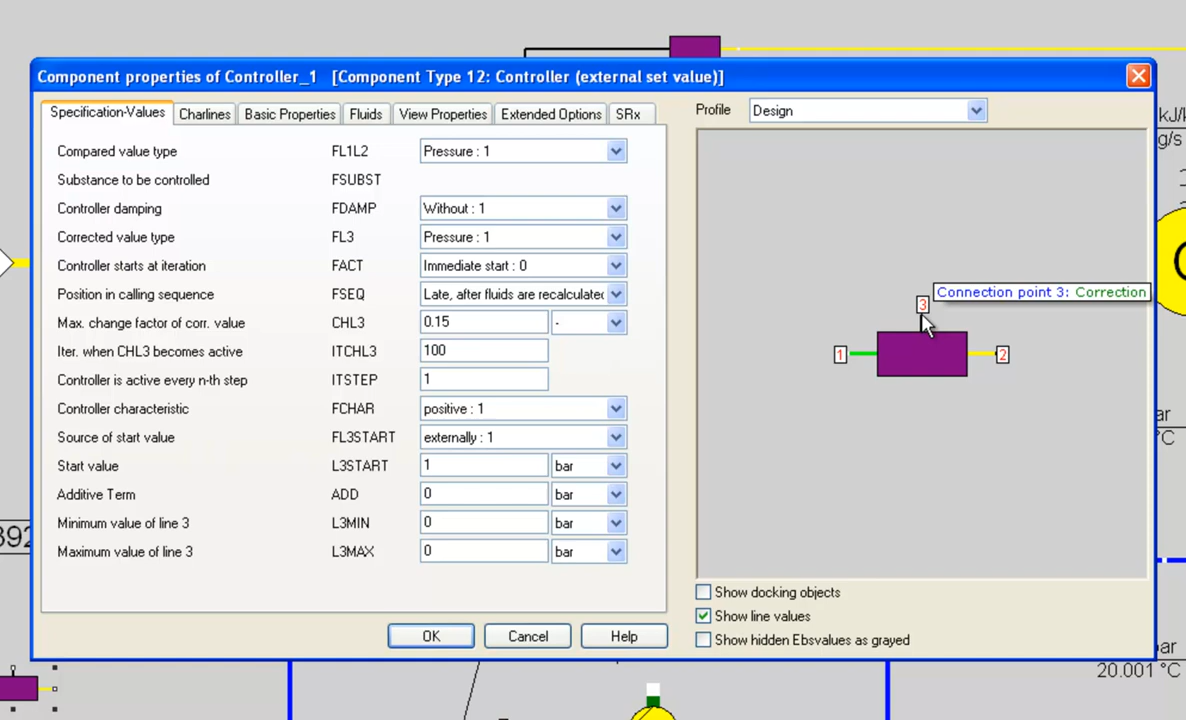 Component properties of Controller_1 [Component Type 12: Controller (external set value)]
Specification-Values Charlines Basic Properties Fluids View Properties Extended Options SRx
Profile Design
Compared value type FL1L2 Pressure : 1
Substance to be controlled FSUBST
Controller damping FDAMP Without : 1
Corrected value type FL3 Pressure : 1
Controller starts at iteration FACT Immediate start : 0
Position in calling sequence FSEQ Late, after fluids are recalculated
Max. change factor of corr. value CHL3 0.15 -
Iter. when CHL3 becomes active ITCHL3 100
Controller is active every n-th step ITSTEP 1
Controller characteristic FCHAR positive : 1
Source of start value FL3START externally : 1
Start value L3START 1 bar
Additive Term ADD 0 bar
Minimum value of line 3 L3MIN 0 bar
Maximum value of line 3 L3MAX 0 bar
OK Cancel Help
Connection point 3: Correction
3
1 2
Show docking objects
Show line values
Show hidden Ebsvalues as grayed
kJ/k
g/s
ar
°C
392
ar
20.001 °C